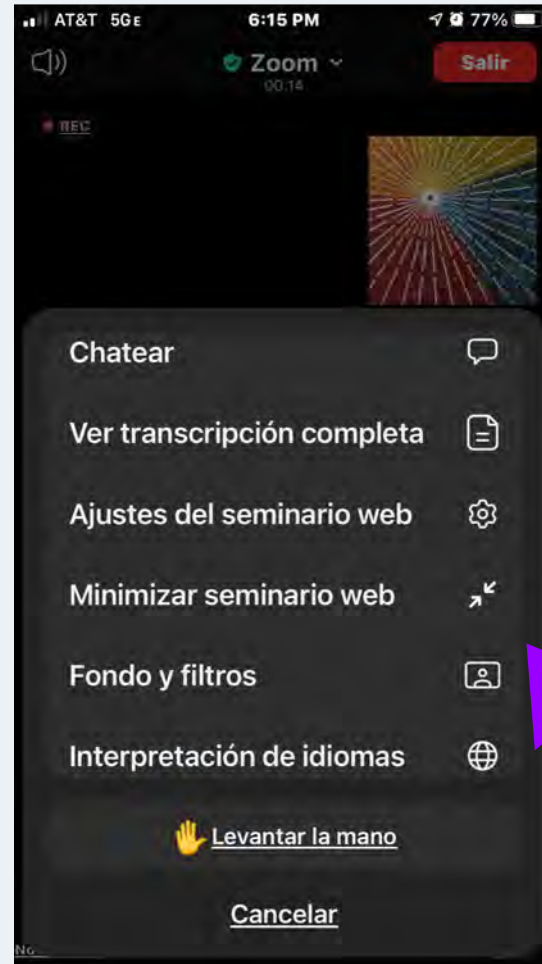 AT&T 5GE 6:15 PM 77%
Zoom Salir
00:14
REC
Chatear
Ver transcripción completa
Ajustes del seminario web
Minimizar seminario web
Fondo y filtros
Interpretación de idiomas
Levantar la mano
Cancelar